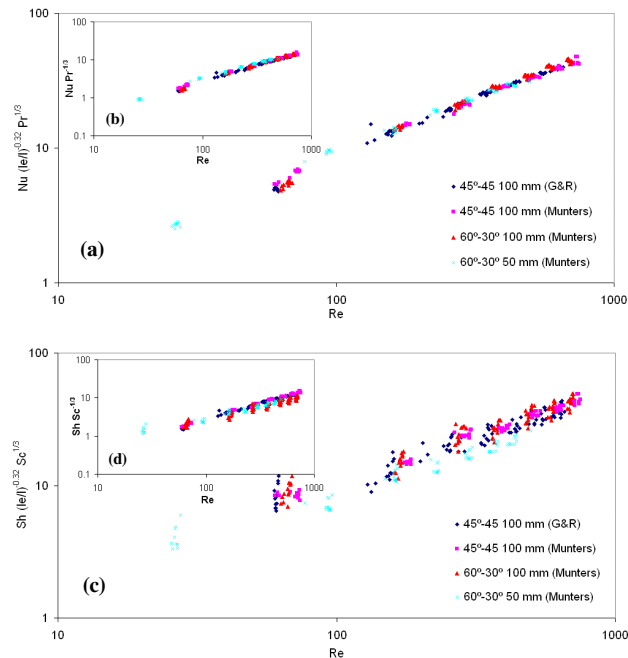 100
10
1
Nu (le/l)-0.32 Pr1/3
10
100
1000
Re
(a)
100
10
1
0.1
Nu Pr-1/3
10
100
1000
Re
(b)
45º-45 100 mm (G&R)
45º-45 100 mm (Munters)
60º-30º 100 mm (Munters)
60º-30º 50 mm (Munters)
100
10
1
Sh (le/l)-0.32 Sc1/3
10
100
1000
Re
(c)
100
10
1
0.1
Sh Sc-1/3
10
100
1000
Re
(d)
45º-45 100 mm (G&R)
45º-45 100 mm (Munters)
60º-30º 100 mm (Munters)
60º-30º 50 mm (Munters)